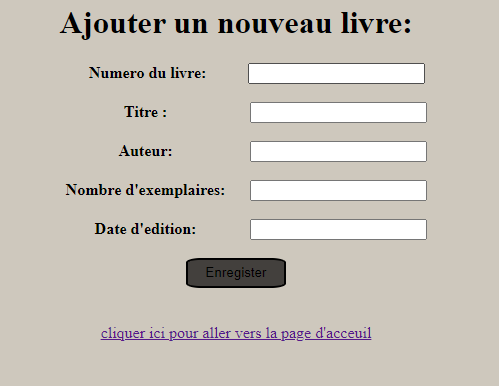 Ajouter un nouveau livre:
Numero du livre:
Titre :
Auteur:
Nombre d'exemplaires:
Date d'edition:
Enregister
cliquer ici pour aller vers la page d'acceuil